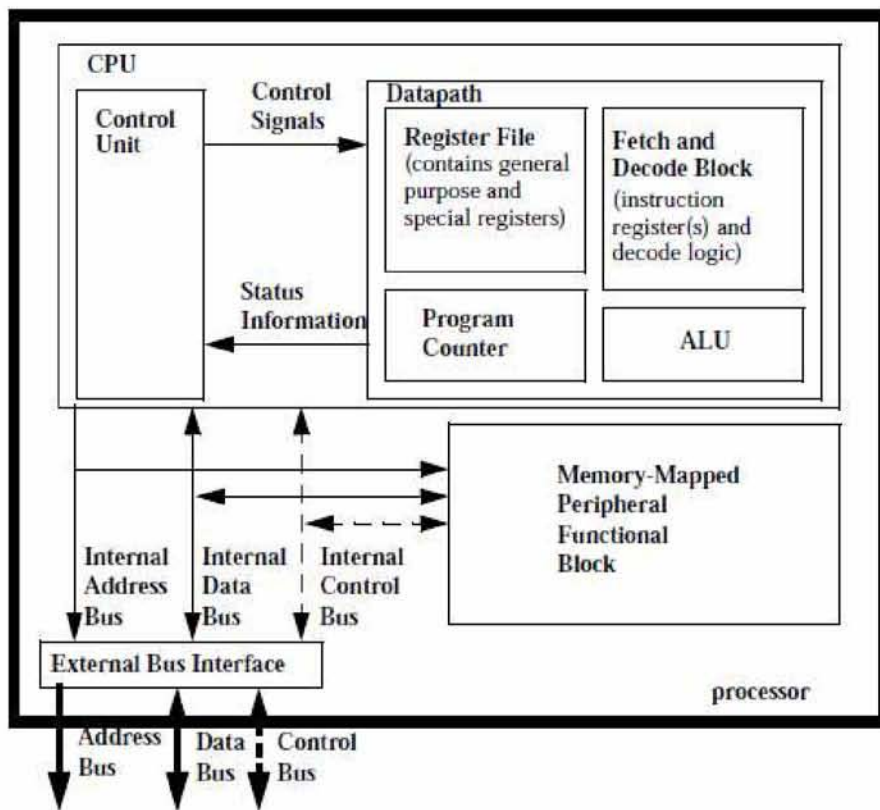 CPU
Control
Unit
Control
Signals
Datapath
Register File
(contains general
purpose and
special registers)
Fetch and
Decode Block
(instruction
register(s) and
decode logic)
Status
Information
Program
Counter
ALU
Memory-Mapped
Peripheral
Functional
Block
Internal
Address
Bus
Internal
Data
Bus
Internal
Control
Bus
External Bus Interface
processor
Address
Bus
Data
Bus
Control
Bus